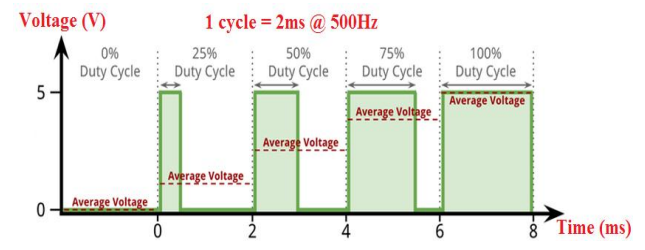 Voltage (V)
1 cycle = 2ms @ 500Hz
0%
Duty Cycle
25%
Duty Cycle
50%
Duty Cycle
75%
Duty Cycle
100%
Duty Cycle
5
Average Voltage
Average Voltage
Average Voltage
Average Voltage
Average Voltage
0
0
2
4
6
8
Time (ms)